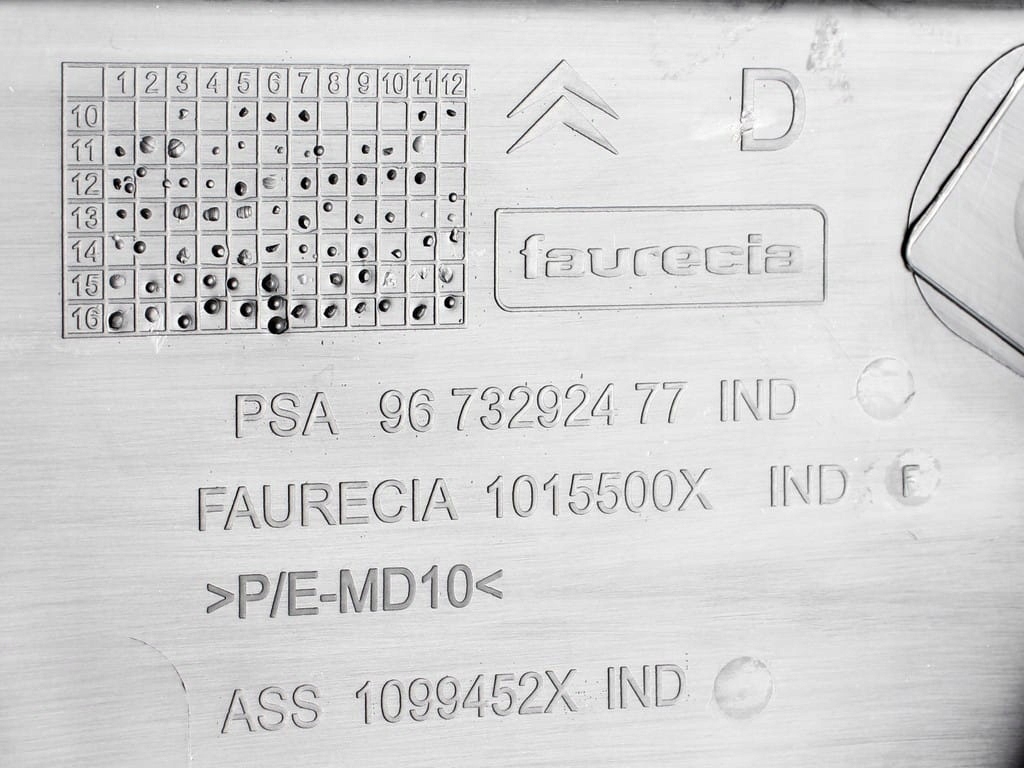 1 2 3 4 5 6 7 8 9 10 11 12
10
11
12
13
14
15
16
D
faurecia
PSA 96 732924 77 IND
FAURECIA 1015500X IND F
>P/E-MD10<
ASS 1099452X IND